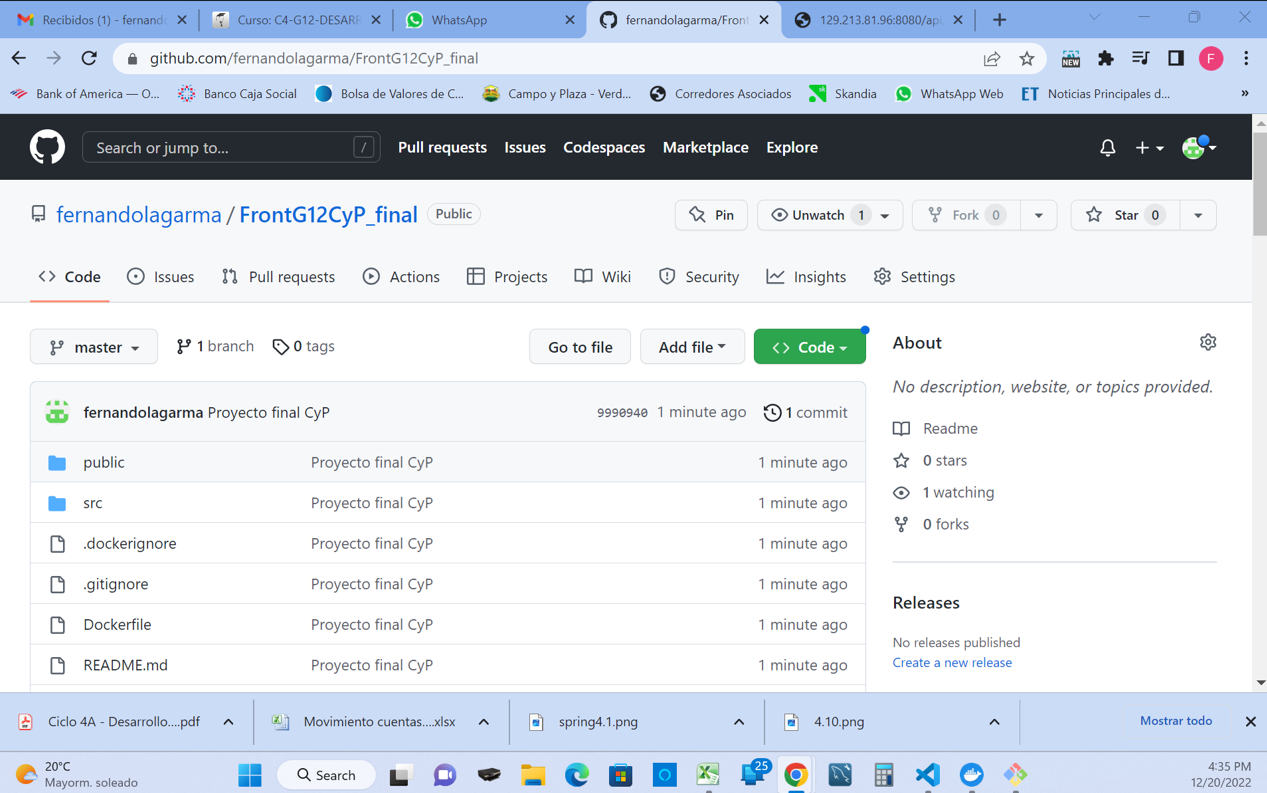 Recibidos (1) - fernando
Curso: C4-G12-DESARR
WhatsApp
fernandolagarma/Front
129.213.81.96:8080/api
github.com/fernandolagarma/FrontG12CyP_final
NEW
F
Bank of America — O...
Banco Caja Social
Bolsa de Valores de C...
Campo y Plaza - Verd...
Corredores Asociados
Skandia
WhatsApp Web
ET Noticias Principales d...
»
Search or jump to... /
Pull requests
Issues
Codespaces
Marketplace
Explore
fernandolagarma / FrontG12CyP_final Public
Pin
Unwatch 1
Fork 0
Star 0
Code
Issues
Pull requests
Actions
Projects
Wiki
Security
Insights
Settings
master
1 branch
0 tags
Go to file
Add file
Code
fernandolagarma Proyecto final CyP 9990940 1 minute ago 1 commit
public Proyecto final CyP 1 minute ago
src Proyecto final CyP 1 minute ago
.dockerignore Proyecto final CyP 1 minute ago
.gitignore Proyecto final CyP 1 minute ago
Dockerfile Proyecto final CyP 1 minute ago
README.md Proyecto final CyP 1 minute ago
About
No description, website, or topics provided.
Readme
0 stars
1 watching
0 forks
Releases
No releases published
Create a new release
Ciclo 4A - Desarrollo....pdf
Movimiento cuentas....xlsx
spring4.1.png
4.10.png
Mostrar todo
20°C
Mayorm. soleado
Search
25
4:35 PM
12/20/2022